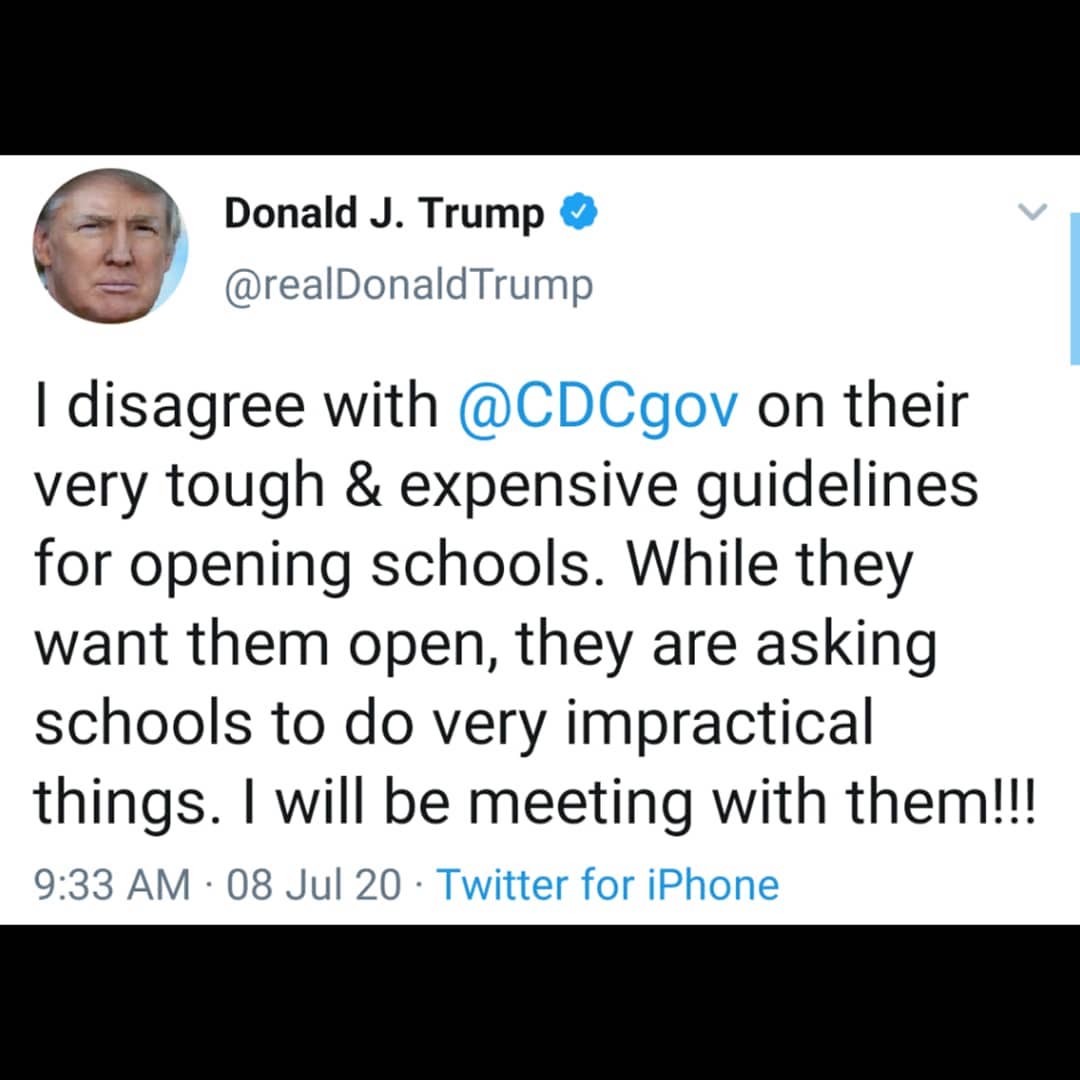 Donald J. Trump
@realDonaldTrump
I disagree with @CDCgov on their
very tough & expensive guidelines
for opening schools. While they
want them open, they are asking
schools to do very impractical
things. I will be meeting with them!!!
9:33 AM · 08 Jul 20 · Twitter for iPhone